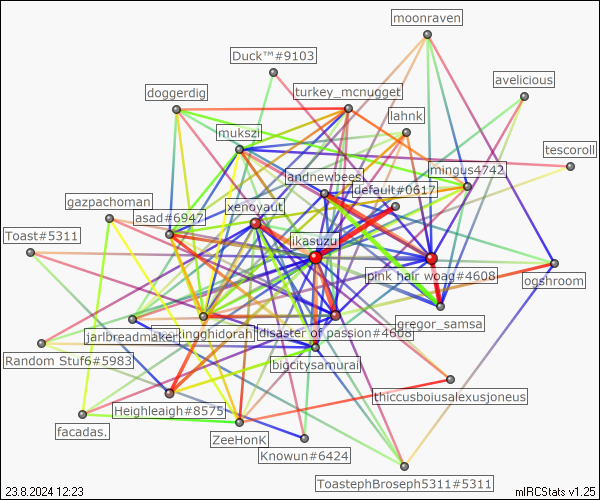 moonraven
Duck™#9103
avelicious
doggerdig
turkey_mcnugget
lahnk
mukszi
tescoroll
mingus4742
andnewbees
default#0617
gazpachoman
xenovaut
asad#6947
Toast#5311
ikasuzu
pink hair woag#4608
ogshroom
gregor_samsa
jarlbreadmaker
kingghidorah
disaster of passion#4608
Random Stuf6#5983
bigcitysamurai
thiccusboiusalexusjoneus
Heighleaigh#8575
facadas.
ZeeHonK
Knowun#6424
ToastephBroseph5311#5311
23.8.2024 12:23
mIRCStats v1.25